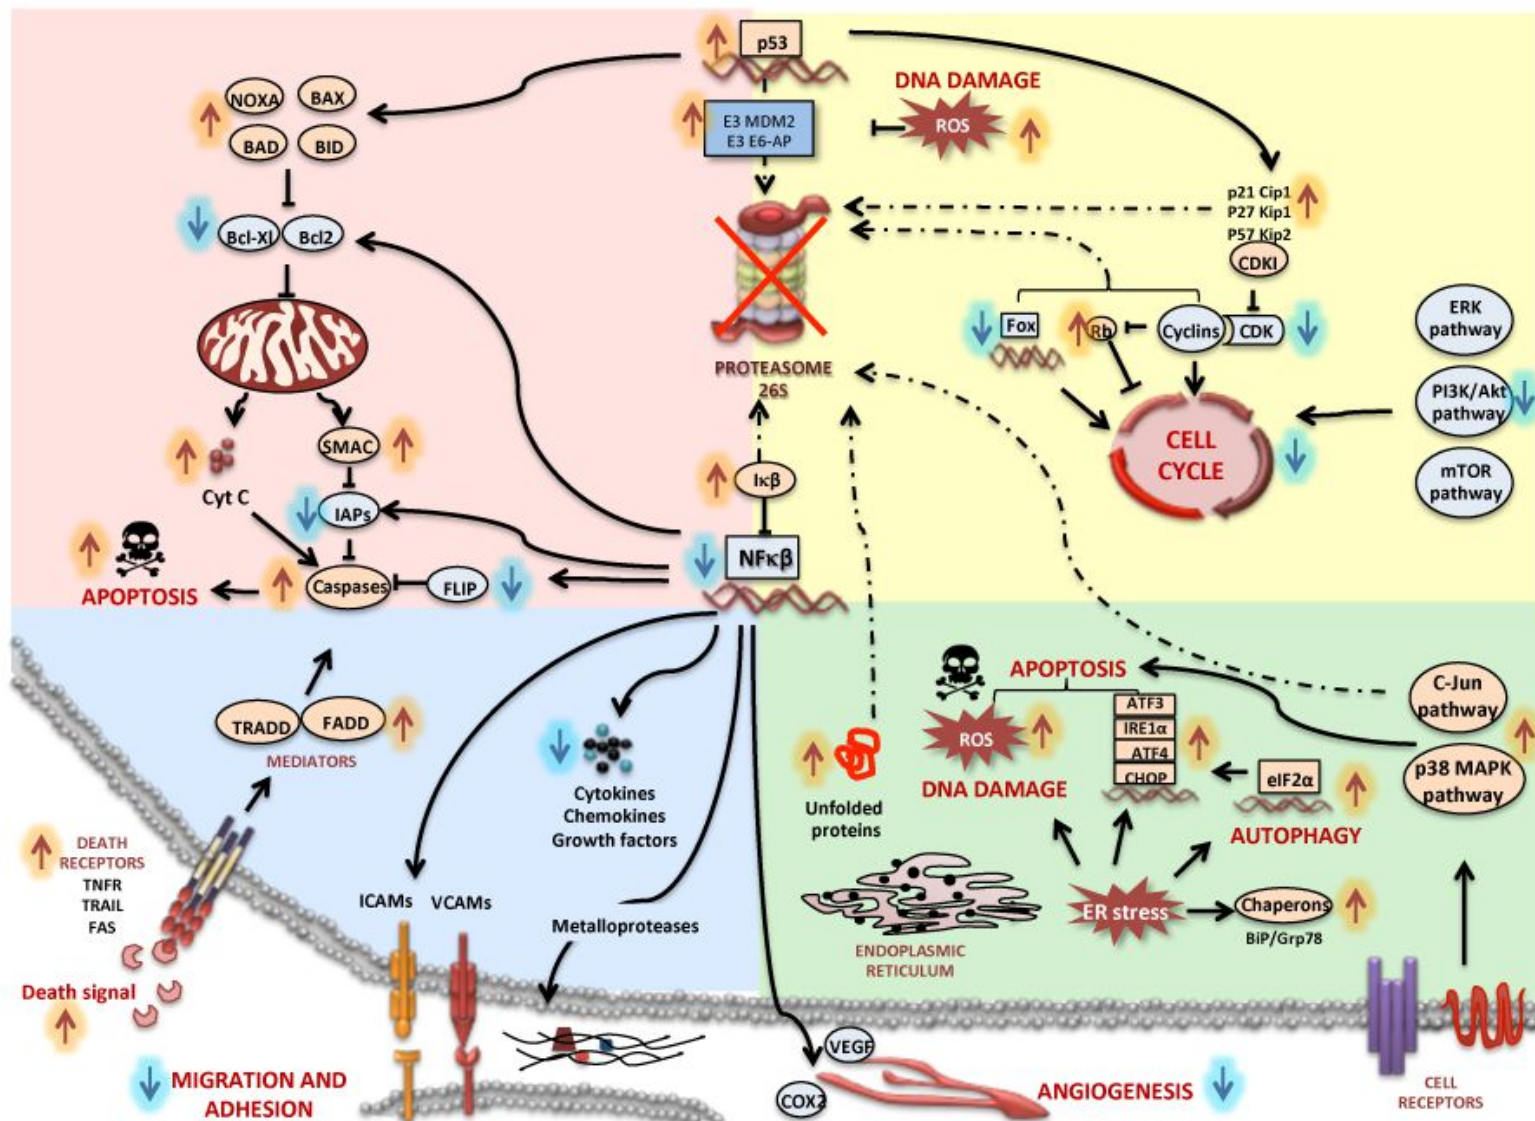 p53
E3 MDM2
E3 E6-AP
DNA DAMAGE
ROS
NOXA
BAX
BAD
BID
Bcl-Xl
Bcl2
SMAC
Cyt C
IAPs
Caspases
FLIP
APOPTOSIS
PROTEASOME
26S
Iκβ
NFκβ
p21 Cip1
P27 Kip1
P57 Kip2
CDKI
Fox
Rb
Cyclins
CDK
CELL
CYCLE
ERK
pathway
PI3K/Akt
pathway
mTOR
pathway
TRADD
FADD
MEDIATORS
DEATH
RECEPTORS
TNFR
TRAIL
FAS
Death signal
Cytokines
Chemokines
Growth factors
ICAMs
VCAMs
Metalloproteases
MIGRATION AND
ADHESION
Unfolded
proteins
ENDOPLASMIC
RETICULUM
APOPTOSIS
ROS
DNA DAMAGE
ATF3
IRE1α
ATF4
CHOP
eIF2α
AUTOPHAGY
ER stress
Chaperons
BiP/Grp78
C-Jun
pathway
p38 MAPK
pathway
VEGF
COX2
ANGIOGENESIS
CELL
RECEPTORS